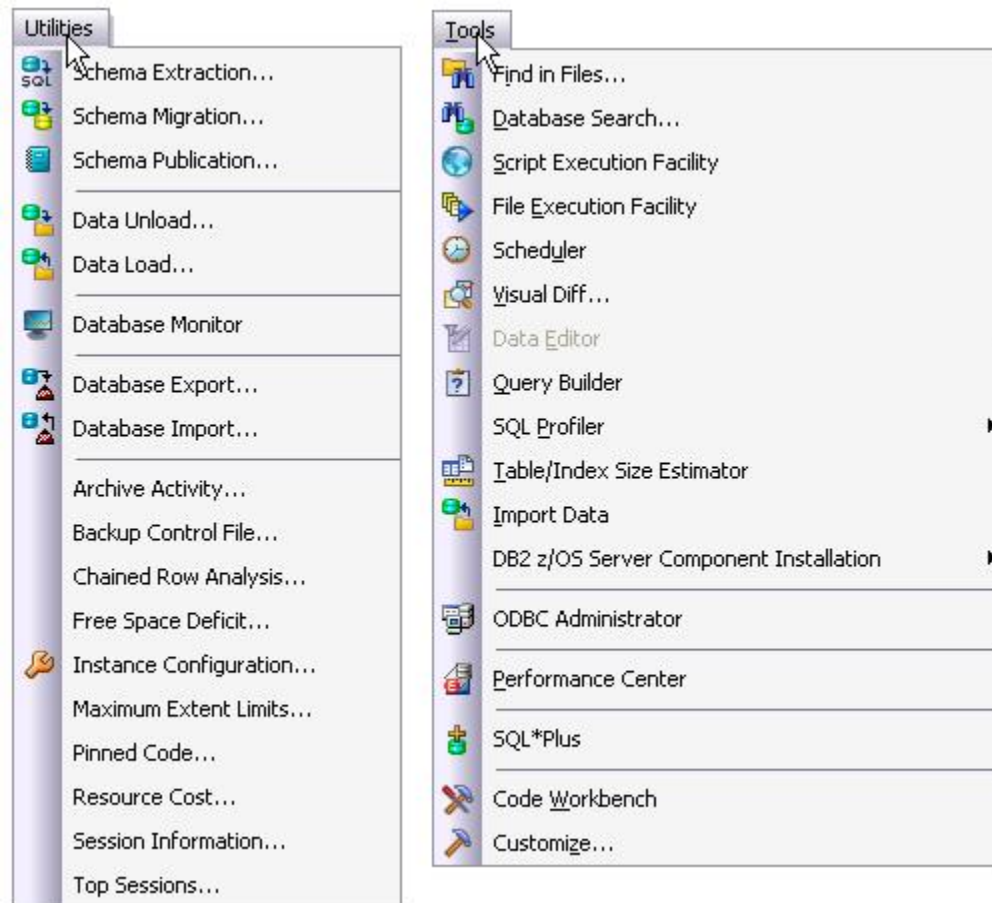 Utilities
Schema Extraction...
Schema Migration...
Schema Publication...
Data Unload...
Data Load...
Database Monitor
Database Export...
Database Import...
Archive Activity...
Backup Control File...
Chained Row Analysis...
Free Space Deficit...
Instance Configuration...
Maximum Extent Limits...
Pinned Code...
Resource Cost...
Session Information...
Top Sessions...
Tools
Find in Files...
Database Search...
Script Execution Facility
File Execution Facility
Scheduler
Visual Diff...
Data Editor
Query Builder
SQL Profiler
Table/Index Size Estimator
Import Data
DB2 z/OS Server Component Installation
ODBC Administrator
Performance Center
SQL*Plus
Code Workbench
Customize...